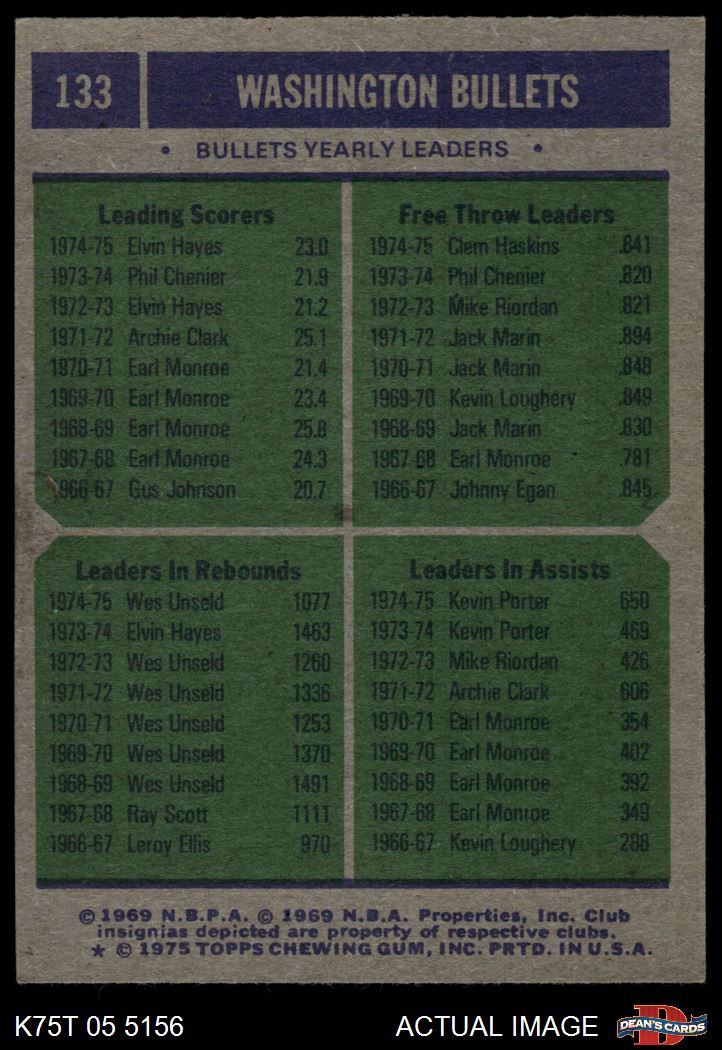 133 WASHINGTON BULLETS
• BULLETS YEARLY LEADERS •
Leading Scorers
1974-75 Elvin Hayes 23.0
1973-74 Phil Chenier 21.9
1972-73 Elvin Hayes 21.2
1971-72 Archie Clark 25.1
1970-71 Earl Monroe 21.4
1969-70 Earl Monroe 23.4
1968-69 Earl Monroe 25.8
1967-68 Earl Monroe 24.3
1966-67 Gus Johnson 20.7
Free Throw Leaders
1974-75 Clem Haskins .841
1973-74 Phil Chenier .820
1972-73 Mike Riordan .821
1971-72 Jack Marin .894
1970-71 Jack Marin .848
1969-70 Kevin Loughery .849
1968-69 Jack Marin .830
1967-68 Earl Monroe .781
1966-67 Johnny Egan .845
Leaders In Rebounds
1974-75 Wes Unseld 1077
1973-74 Elvin Hayes 1463
1972-73 Wes Unseld 1260
1971-72 Wes Unseld 1336
1970-71 Wes Unseld 1253
1969-70 Wes Unseld 1370
1968-69 Wes Unseld 1491
1967-68 Ray Scott 1111
1966-67 Leroy Ellis 970
Leaders In Assists
1974-75 Kevin Porter 650
1973-74 Kevin Porter 469
1972-73 Mike Riordan 426
1971-72 Archie Clark 606
1970-71 Earl Monroe 354
1969-70 Earl Monroe 402
1968-69 Earl Monroe 392
1967-68 Earl Monroe 349
1966-67 Kevin Loughery 288
© 1969 N.B.P.A. © 1969 N.B.A. Properties, Inc. Club
insignias depicted are property of respective clubs.
★ © 1975 TOPPS CHEWING GUM, INC. PRTD. IN U.S.A.
K75T 05 5156 ACTUAL IMAGE D DEAN'S CARDS